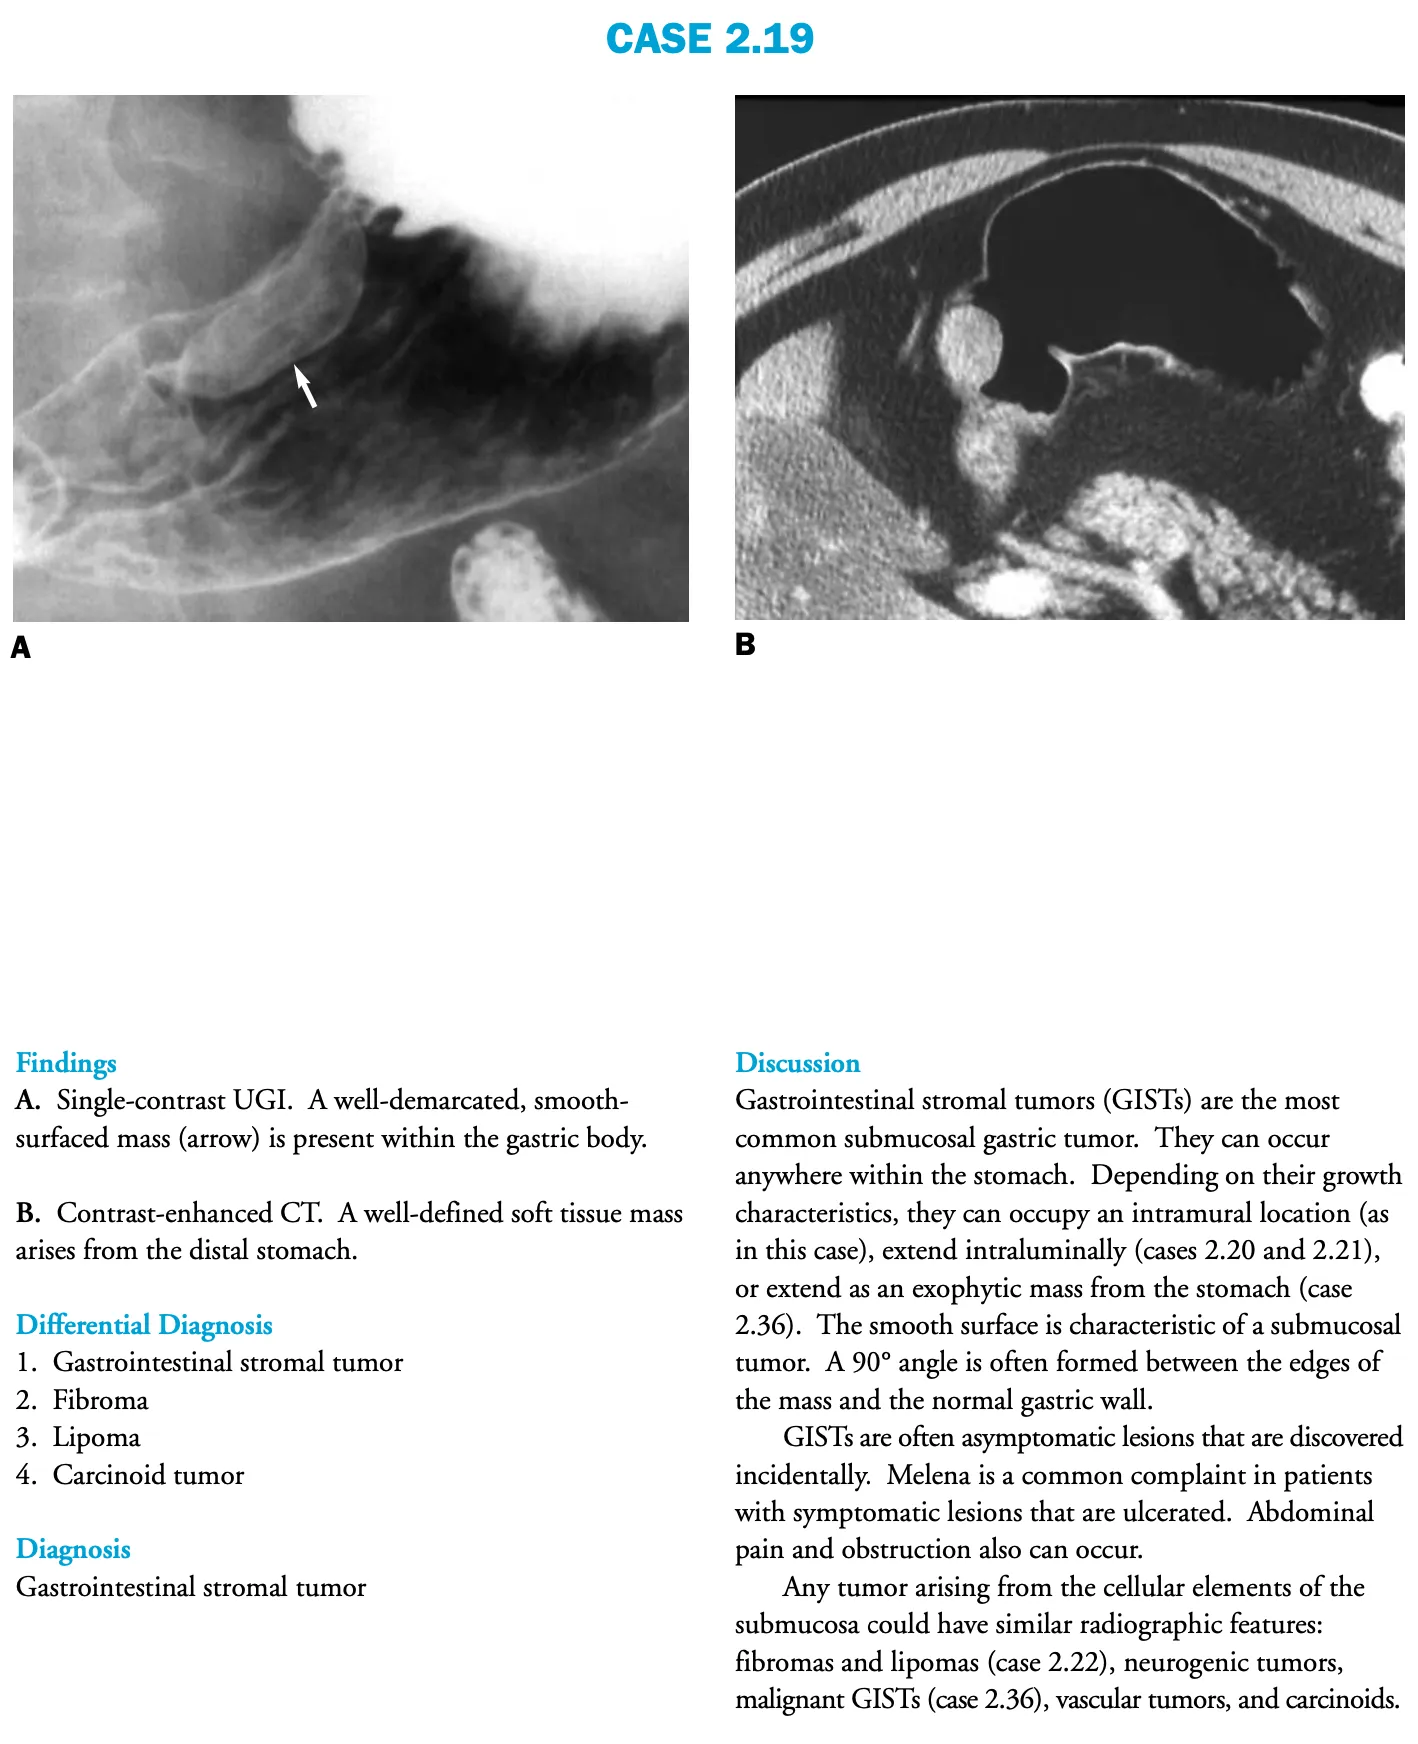 CASE 2.19
A
B
Findings
A. Single-contrast UGI. A well-demarcated, smooth-
surfaced mass (arrow) is present within the gastric body.
B. Contrast-enhanced CT. A well-defined soft tissue mass
arises from the distal stomach.
Differential Diagnosis
1. Gastrointestinal stromal tumor
2. Fibroma
3. Lipoma
4. Carcinoid tumor
Diagnosis
Gastrointestinal stromal tumor
Discussion
Gastrointestinal stromal tumors (GISTs) are the most
common submucosal gastric tumor. They can occur
anywhere within the stomach. Depending on their growth
characteristics, they can occupy an intramural location (as
in this case), extend intraluminally (cases 2.20 and 2.21),
or extend as an exophytic mass from the stomach (case
2.36). The smooth surface is characteristic of a submucosal
tumor. A 90° angle is often formed between the edges of
the mass and the normal gastric wall.
GISTs are often asymptomatic lesions that are discovered
incidentally. Melena is a common complaint in patients
with symptomatic lesions that are ulcerated. Abdominal
pain and obstruction also can occur.
Any tumor arising from the cellular elements of the
submucosa could have similar radiographic features:
fibromas and lipomas (case 2.22), neurogenic tumors,
malignant GISTs (case 2.36), vascular tumors, and carcinoids.